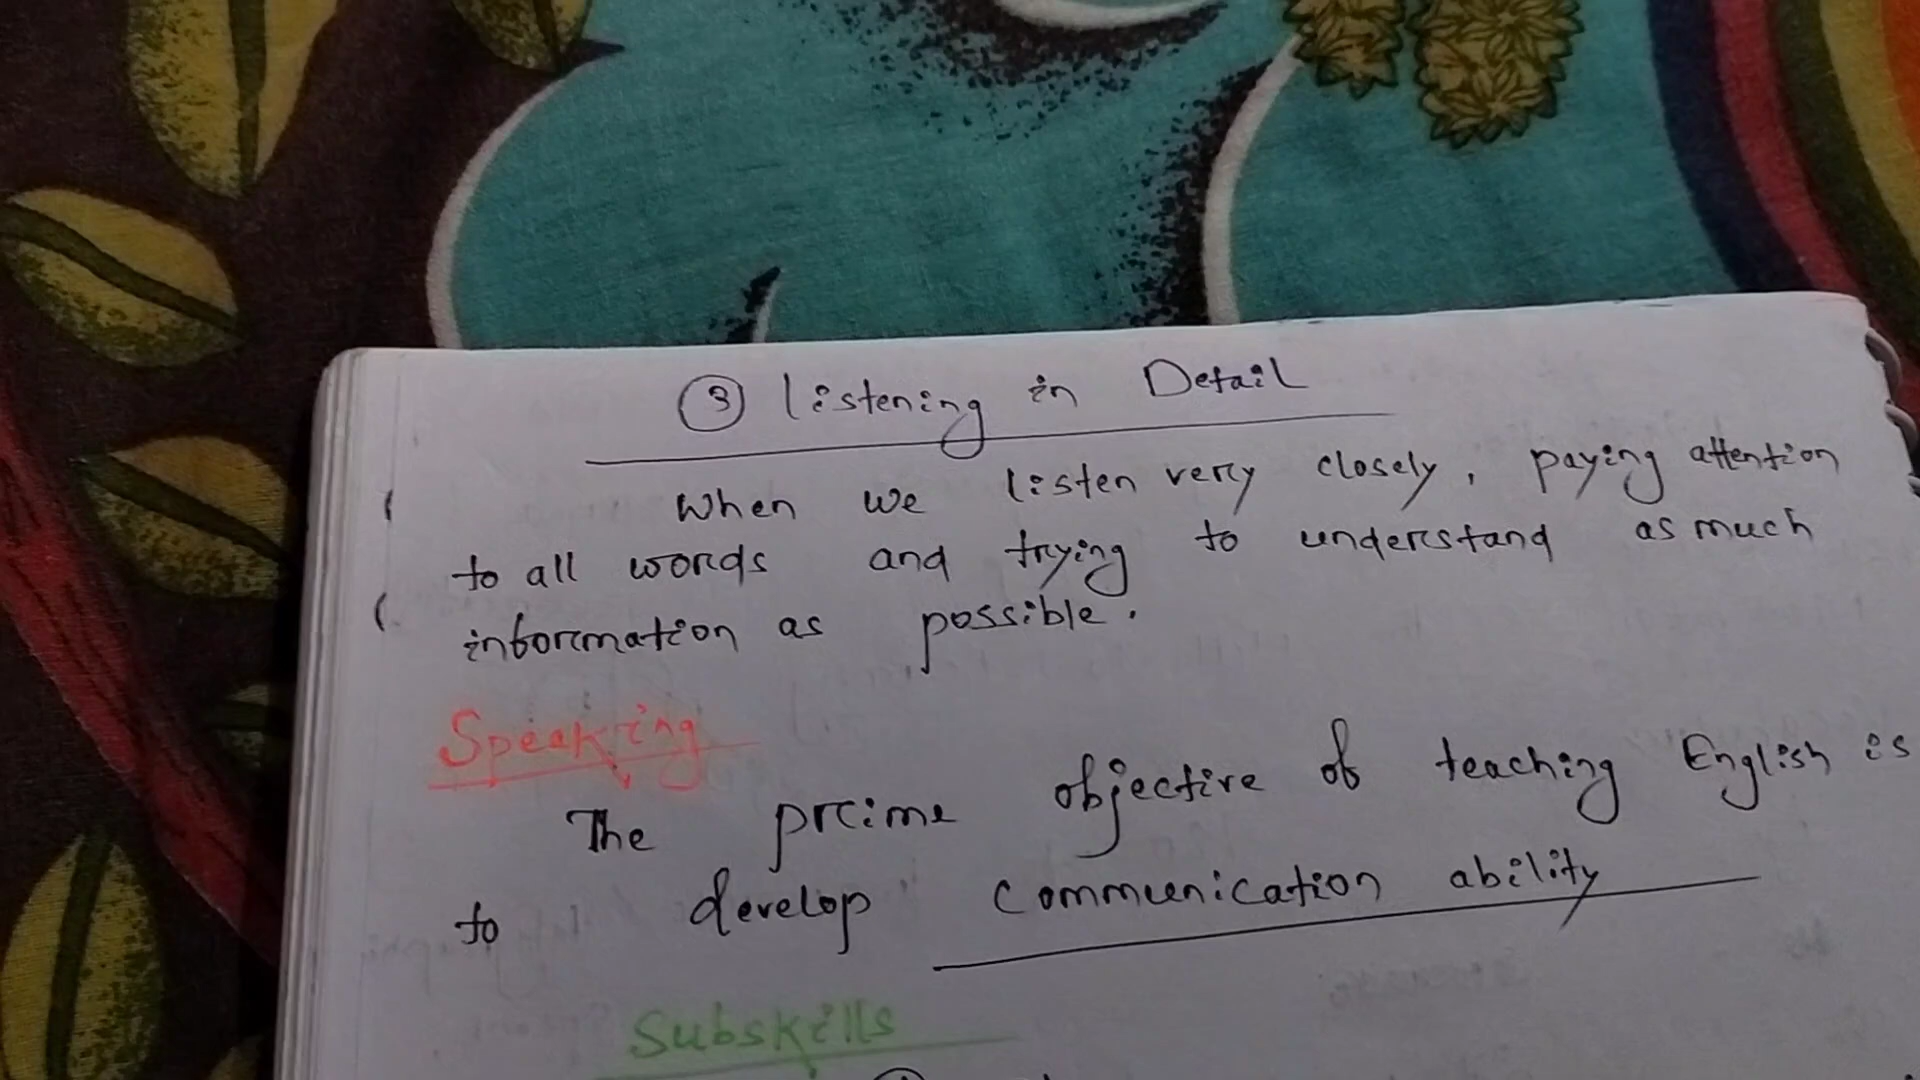 ③ Listening in Detail
When we listen very closely, paying attention
to all words and trying to understand as much
information as possible.
Speaking
The prime objective of teaching English is
to develop communication ability
Subskills